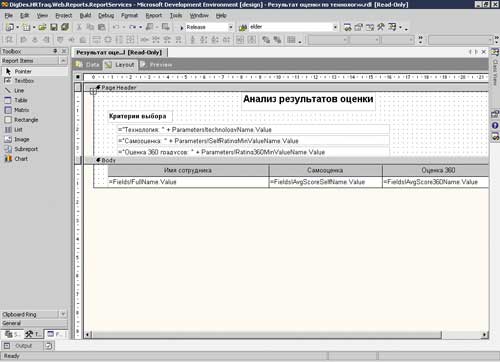 DigDes.HRTraq.Web.Reports.ReportServices - Microsoft Development Environment [design] - Результат оценки по технологи.rdl [Read-Only]
File Edit View Project Build Debug Format Report Tools Window Help
Release elder
Toolbox
Результат оце...] [Read-Only]
Report Items
Data Layout Preview
Pointer
Textbox
Line
Table
Matrix
Rectangle
List
Image
Subreport
Chart
Page Header
Анализ результатов оценки
Критерии выбора
="Технология: " + Parameters!technologyName.Value
="Самооценка: " + Parameters!SelfRatingMinValueName.Value
="Оценка 360 градусов: " + Parameters!Rating360MinValueName.Value
Body
Имя сотрудника Самооценка Оценка 360
=Fields!FullName.Value =Fields!AvgScoreSelfName.Value =Fields!AvgScore360Name.Value
Class View
Clipboard Ring
General
S... T... P...
Output
Ready